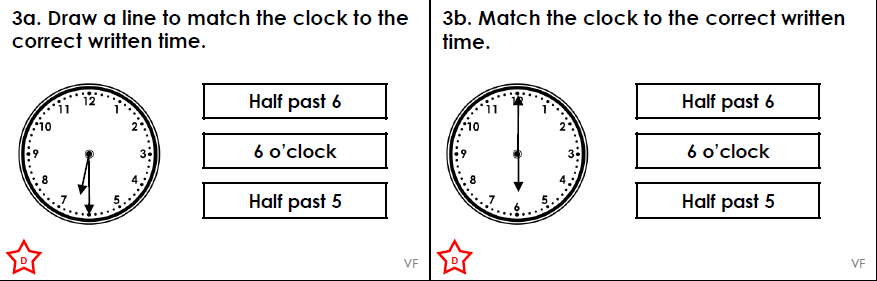 3a. Draw a line to match the clock to the
correct written time.
12
11
1
10
2
9
3
8
4
7
5
Half past 6
6 o’clock
Half past 5
D
VF
3b. Match the clock to the correct written
time.
11
1
10
2
9
3
8
4
7
5
6
Half past 6
6 o’clock
Half past 5
D
VF